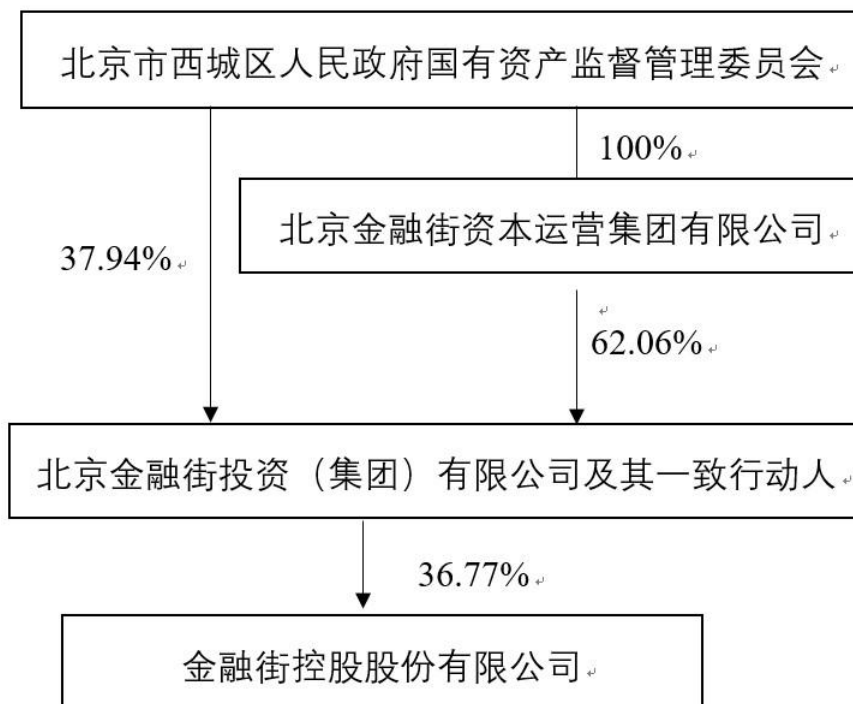 北京市西城区人民政府国有资产监督管理委员会
100%
北京金融街资本运营集团有限公司
37.94%
62.06%
北京金融街投资（集团）有限公司及其一致行动人
36.77%
金融街控股股份有限公司